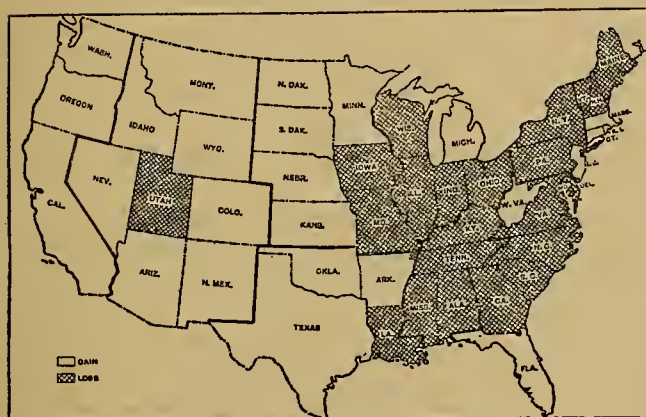 WASH.
MONT.
N. DAK.
MINN.
OREGON
IDAHO
S. DAK.
WIS.
MICH.
WYO.
NEBR.
IOWA
N.Y.
MAINE
MASS.
CT.
N.J.
PA.
DEL.
NEV.
UTAH
COLO.
KANS.
MO.
ILL.
IND.
OHIO
W. VA.
VA.
KY.
CAL.
ARIZ.
N. MEX.
OKLA.
ARK.
TENN.
N.C.
S.C.
TEXAS
LA.
MISS.
ALA.
GA.
FLA.
GAIN
LOSS